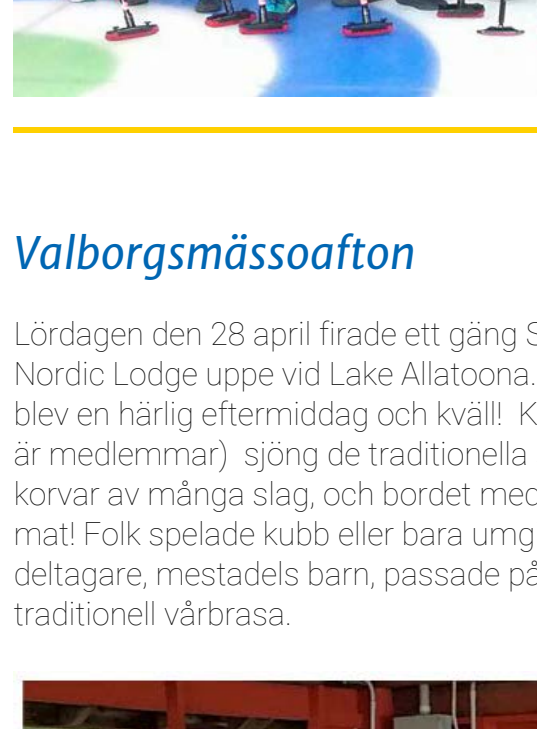 Valborgsmässoafton
Lördagen den 28 april firade ett gäng S
Nordic Lodge uppe vid Lake Allatoona.
blev en härlig eftermiddag och kväll!  K
är medlemmar)  sjöng de traditionella
korvar av många slag, och bordet med
mat! Folk spelade kubb eller bara umg
deltagare, mestadels barn, passade på
traditionell vårbrasa.